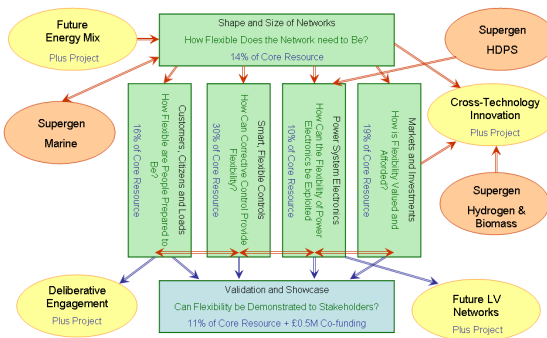 Future
Energy Mix
Plus Project
Shape and Size of Networks
How Flexible Does the Network need to Be?
14% of Core Resource
Supergen
HDPS
Supergen
Marine
Customers, Citizens and Loads
How Flexible are People Prepared to
Be?
16% of Core Resource
Smart, Flexible Controls
How Can Corrective Control Provide
Flexibility?
30% of Core Resource
Power System Electronics
How Can the Flexibility of Power
Electronics be Exploited
10% of Core Resource
Markets and Investments
How is Flexibility Valued and
Afforded?
19% of Core Resource
Cross-Technology
Innovation
Plus Project
Supergen
Hydrogen &
Biomass
Deliberative
Engagement
Plus Project
Validation and Showcase
Can Flexibility be Demonstrated to Stakeholders?
11% of Core Resource + £0.5M Co-funding
Future LV
Networks
Plus Project